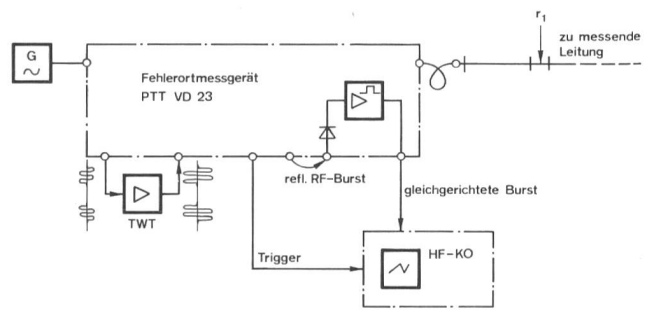 r1
zu messende
Leitung
G
Fehlerortmessgerät
PTT VD 23
refl. RF-Burst
gleichgerichtete Burst
TWT
Trigger
HF-KO